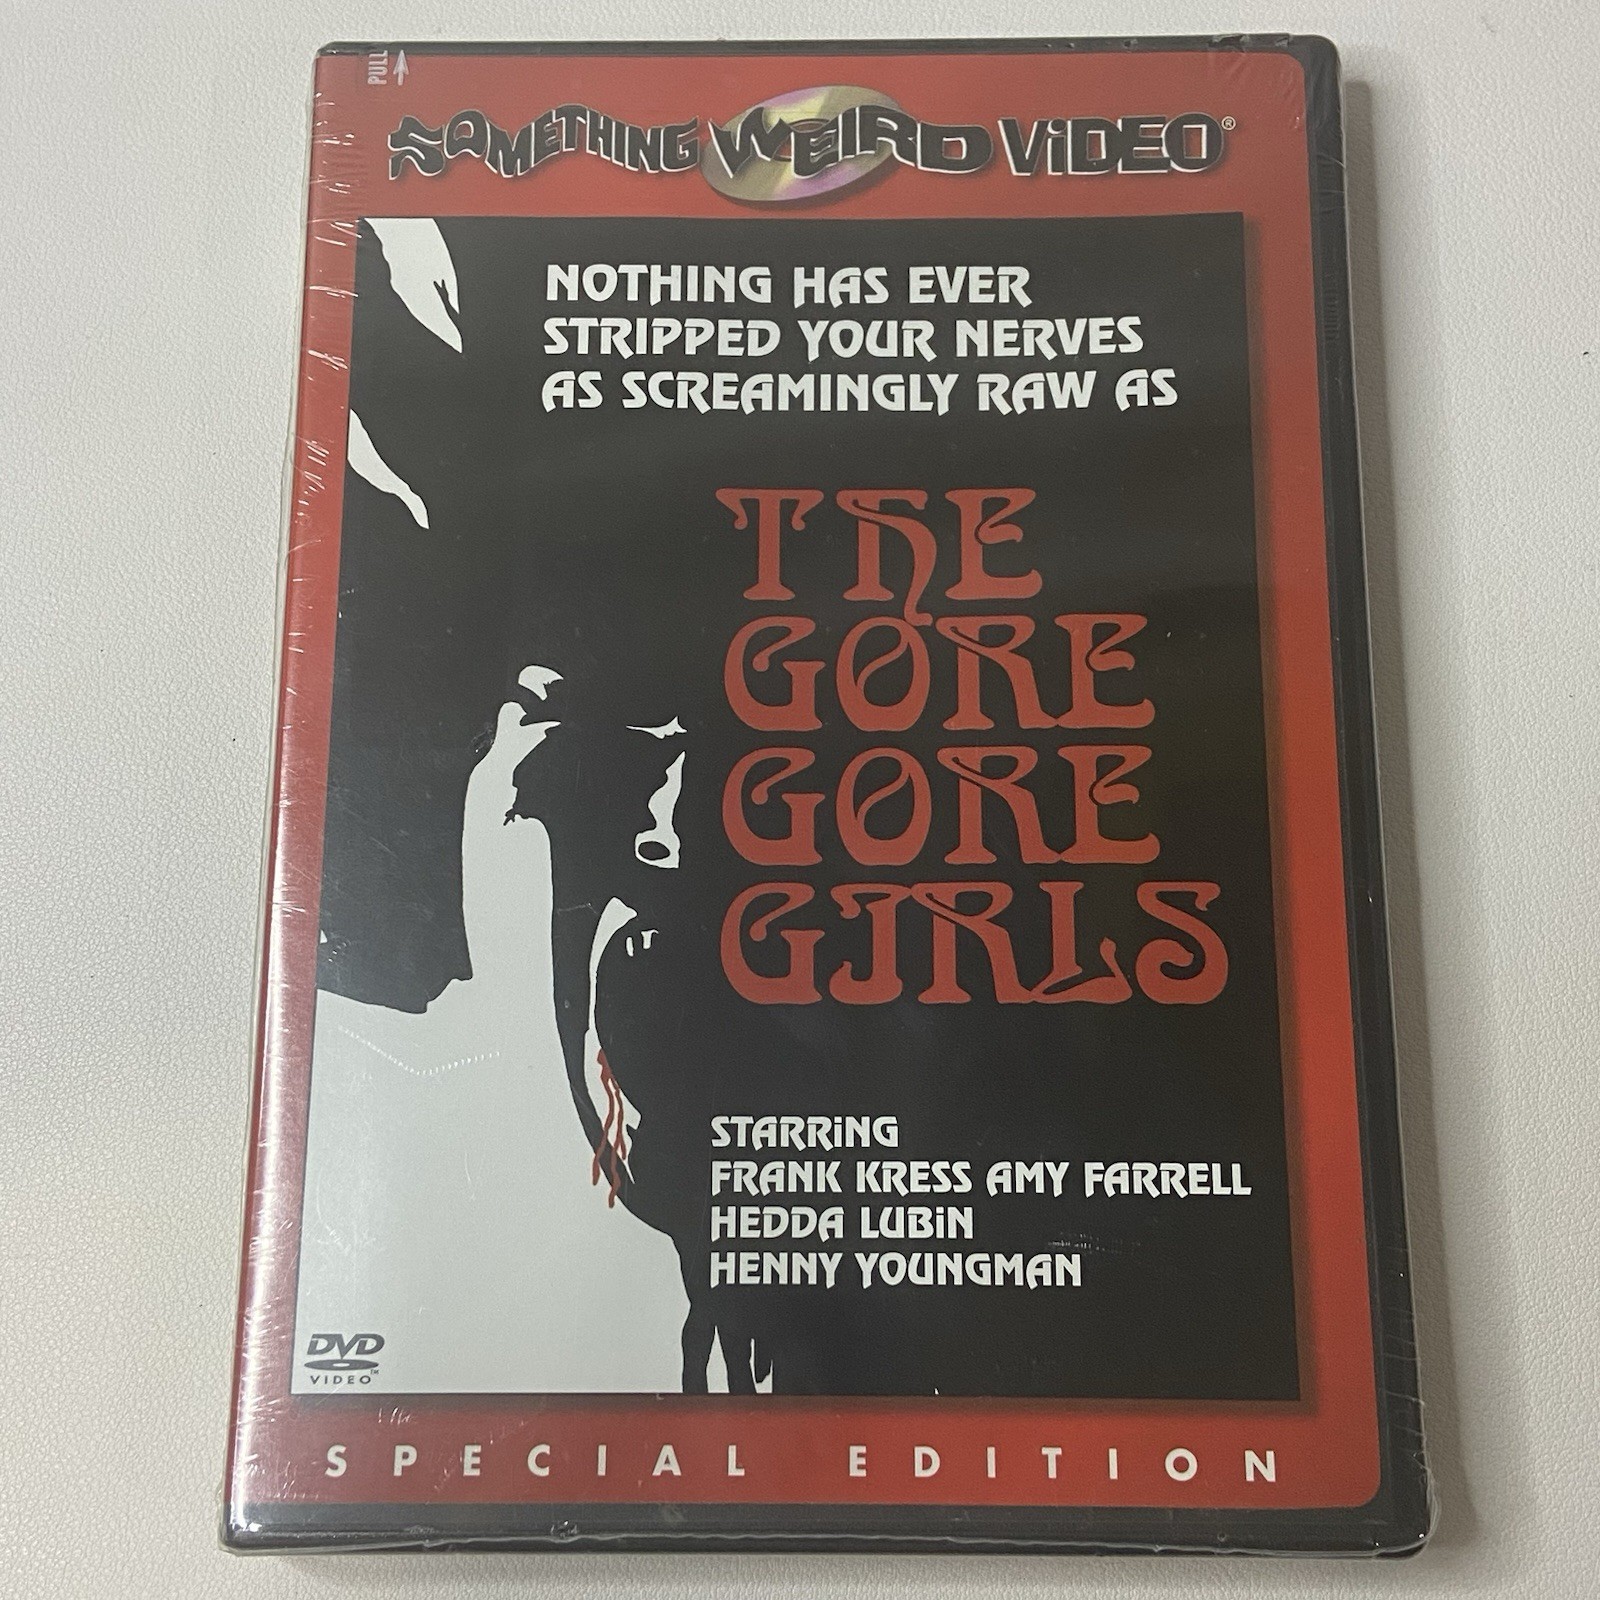 PULL
SOMETHING WEIRD ViDEO®
NOTHING HAS EVER
STRIPPED YOUR NERVES
AS SCREAMINGLY RAW AS
THE
GORE
GORE
GIRLS
STARRiNG
FRANK KRESS AMY FARRELL
HEDDA LUBiN
HENNY YOUNGMAN
DVD
VIDEO™
SPECIAL EDITION